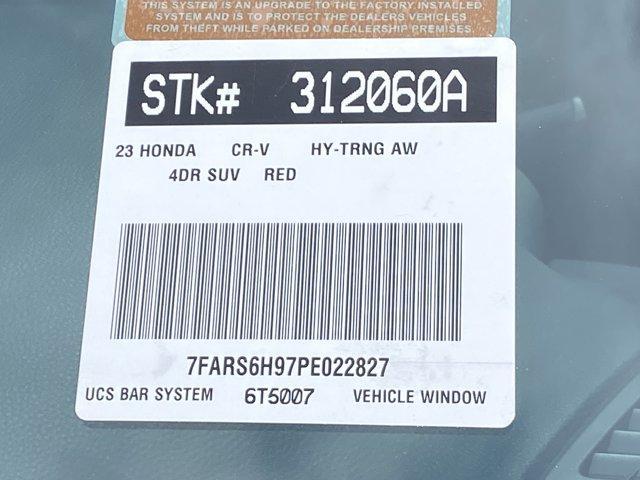 THIS SYSTEM IS AN UPGRADE TO THE FACTORY INSTALLED
SYSTEM AND IS TO PROTECT THE DEALERS VEHICLES
FROM THEFT WHILE PARKED ON DEALERSHIP PREMISES.
STK# 312060A
23 HONDA CR-V HY-TRNG AW
4DR SUV RED
7FARS6H97PE022827
UCS BAR SYSTEM 6T5007 VEHICLE WINDOW